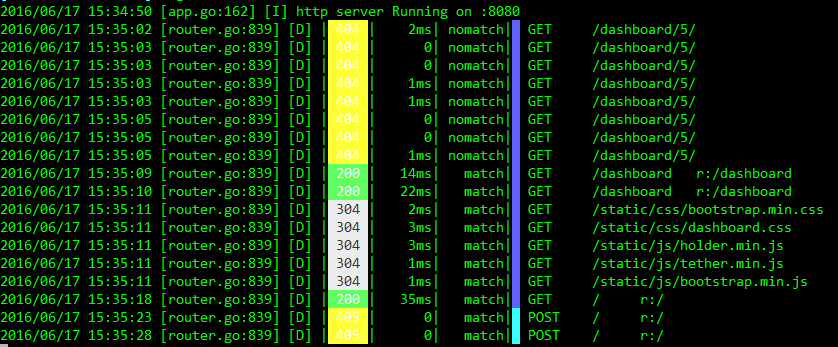 2016/06/17 15:34:50 [app.go:162] [I] http server Running on :8080
2016/06/17 15:35:02 [router.go:839] [D] | 404 | 2ms| nomatch| GET /dashboard/5/
2016/06/17 15:35:03 [router.go:839] [D] | 404 | 0| nomatch| GET /dashboard/5/
2016/06/17 15:35:03 [router.go:839] [D] | 404 | 0| nomatch| GET /dashboard/5/
2016/06/17 15:35:03 [router.go:839] [D] | 404 | 1ms| nomatch| GET /dashboard/5/
2016/06/17 15:35:03 [router.go:839] [D] | 404 | 1ms| nomatch| GET /dashboard/5/
2016/06/17 15:35:05 [router.go:839] [D] | 404 | 0| nomatch| GET /dashboard/5/
2016/06/17 15:35:05 [router.go:839] [D] | 404 | 0| nomatch| GET /dashboard/5/
2016/06/17 15:35:05 [router.go:839] [D] | 404 | 1ms| nomatch| GET /dashboard/5/
2016/06/17 15:35:09 [router.go:839] [D] | 200 | 14ms| match| GET /dashboard r:/dashboard
2016/06/17 15:35:10 [router.go:839] [D] | 200 | 22ms| match| GET /dashboard r:/dashboard
2016/06/17 15:35:11 [router.go:839] [D] | 304 | 2ms| match| GET /static/css/bootstrap.min.css
2016/06/17 15:35:11 [router.go:839] [D] | 304 | 3ms| match| GET /static/css/dashboard.css
2016/06/17 15:35:11 [router.go:839] [D] | 304 | 3ms| match| GET /static/js/holder.min.js
2016/06/17 15:35:11 [router.go:839] [D] | 304 | 1ms| match| GET /static/js/tether.min.js
2016/06/17 15:35:11 [router.go:839] [D] | 304 | 1ms| match| GET /static/js/bootstrap.min.js
2016/06/17 15:35:18 [router.go:839] [D] | 200 | 35ms| match| GET / r:/
2016/06/17 15:35:23 [router.go:839] [D] | 405 | 0| match| POST / r:/
2016/06/17 15:35:28 [router.go:839] [D] | 405 | 0| match| POST / r:/